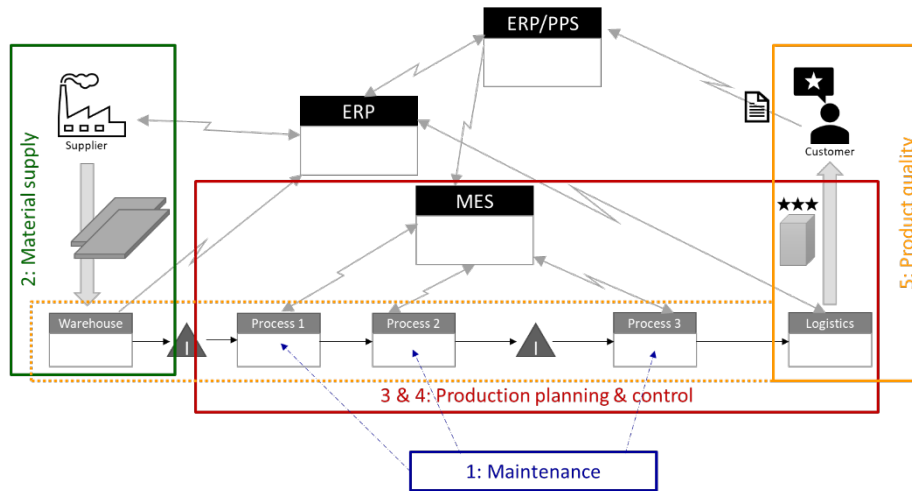 ERP/PPS
ERP
Supplier
Customer
MES
2: Material supply
5: Product quality
Warehouse
Process 1
Process 2
Process 3
Logistics
I
I
3 & 4: Production planning & control
1: Maintenance